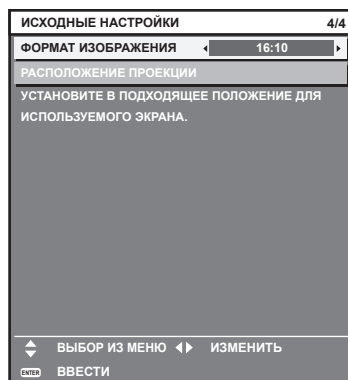 ИСХОДНЫЕ НАСТРОЙКИ 4/4
ФОРМАТ ИЗОБРАЖЕНИЯ 16:10
РАСПОЛОЖЕНИЕ ПРОЕКЦИИ
УСТАНОВИТЕ В ПОДХОДЯЩЕЕ ПОЛОЖЕНИЕ ДЛЯ
ИСПОЛЬЗУЕМОГО ЭКРАНА.
ВЫБОР ИЗ МЕНЮ ИЗМЕНИТЬ
ENTER ВВЕСТИ